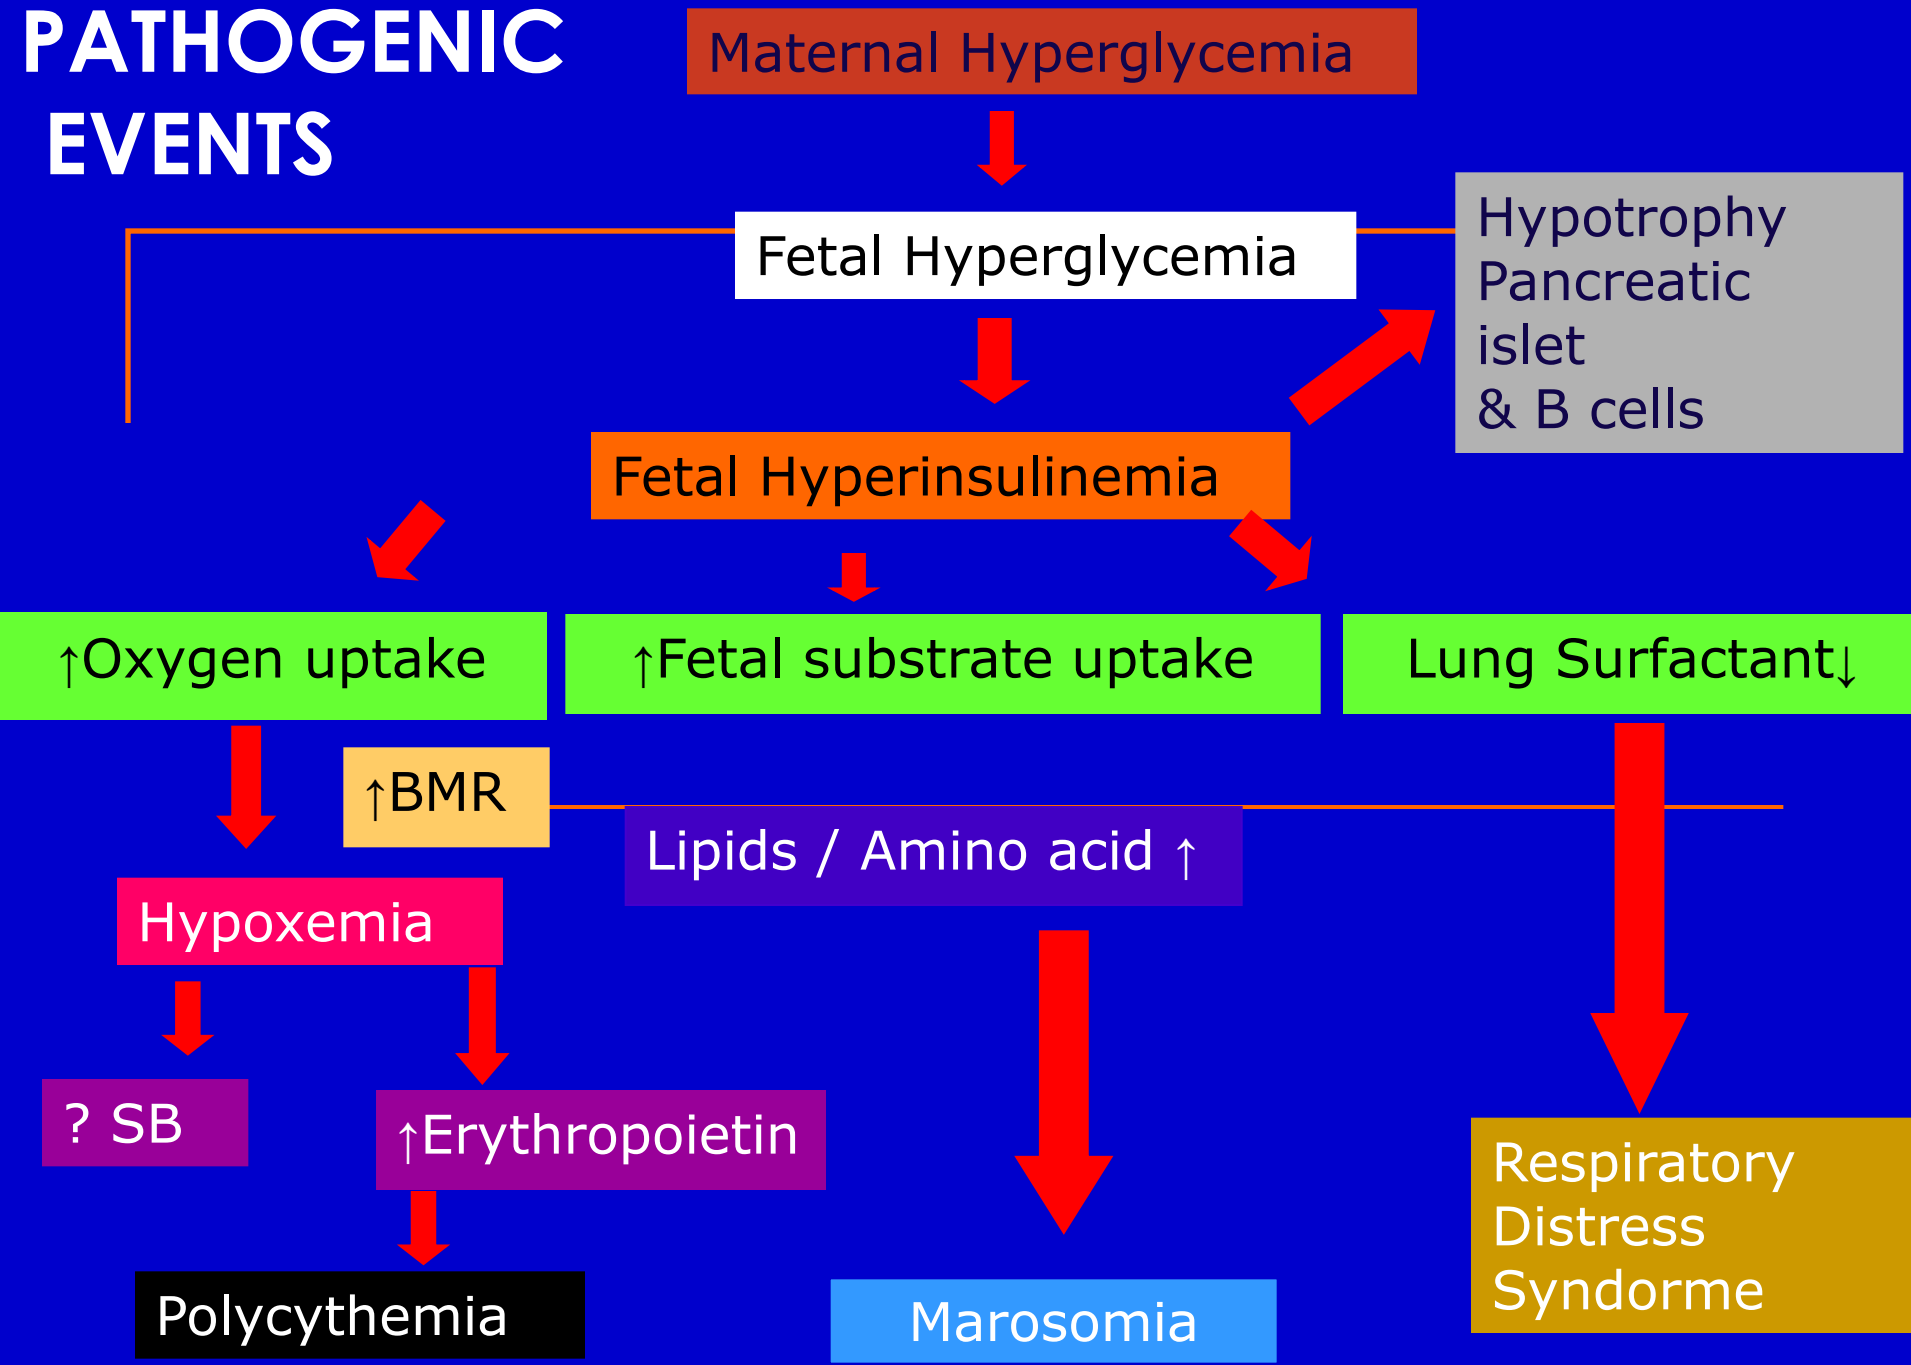 PATHOGENIC
EVENTS
Maternal Hyperglycemia
Fetal Hyperglycemia
Hypotrophy
Pancreatic
islet
& B cells
Fetal Hyperinsulinemia
↑Oxygen uptake
↑Fetal substrate uptake
Lung Surfactant↓
↑BMR
Lipids / Amino acid ↑
Hypoxemia
? SB
↑Erythropoietin
Respiratory
Distress
Syndorme
Polycythemia
Marosomia